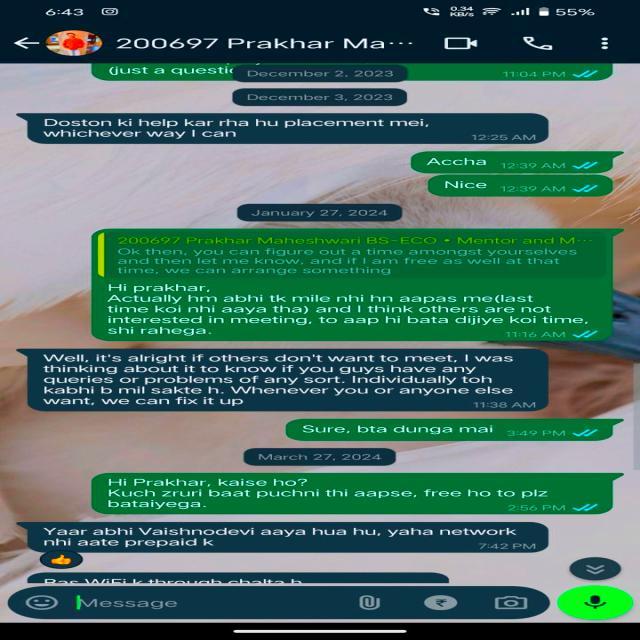 6:43
0.34
KB/s
55%
200697 Prakhar Ma...
(just a questic
December 2, 2023
11:04 PM
December 3, 2023
Doston ki help kar rha hu placement mei,
whichever way I can
12:25 AM
Accha 12:39 AM
Nice 12:39 AM
January 27, 2024
200697 Prakhar Maheshwari BS-ECO • Mentor and M...
Ok then, you can figure out a time amongst yourselves
and then let me know, and if I am free as well at that
time, we can arrange something
Hi prakhar,
Actually hm abhi tk mile nhi hn aapas me(last
time koi nhi aaya tha) and I think others are not
interested in meeting, to aap hi bata dijiye koi time,
shi rahega.
11:16 AM
Well, it's alright if others don't want to meet, I was
thinking about it to know if you guys have any
queries or problems of any sort. Individually toh
kabhi b mil sakte h. Whenever you or anyone else
want, we can fix it up
11:38 AM
Sure, bta dunga mai 3:49 PM
March 27, 2024
Hi Prakhar, kaise ho?
Kuch zruri baat puchni thi aapse, free ho to plz
bataiyega.
2:56 PM
Yaar abhi Vaishnodevi aaya hua hu, yaha network
nhi aate prepaid k
7:42 PM
Bas WiFi k through chalta h
Message